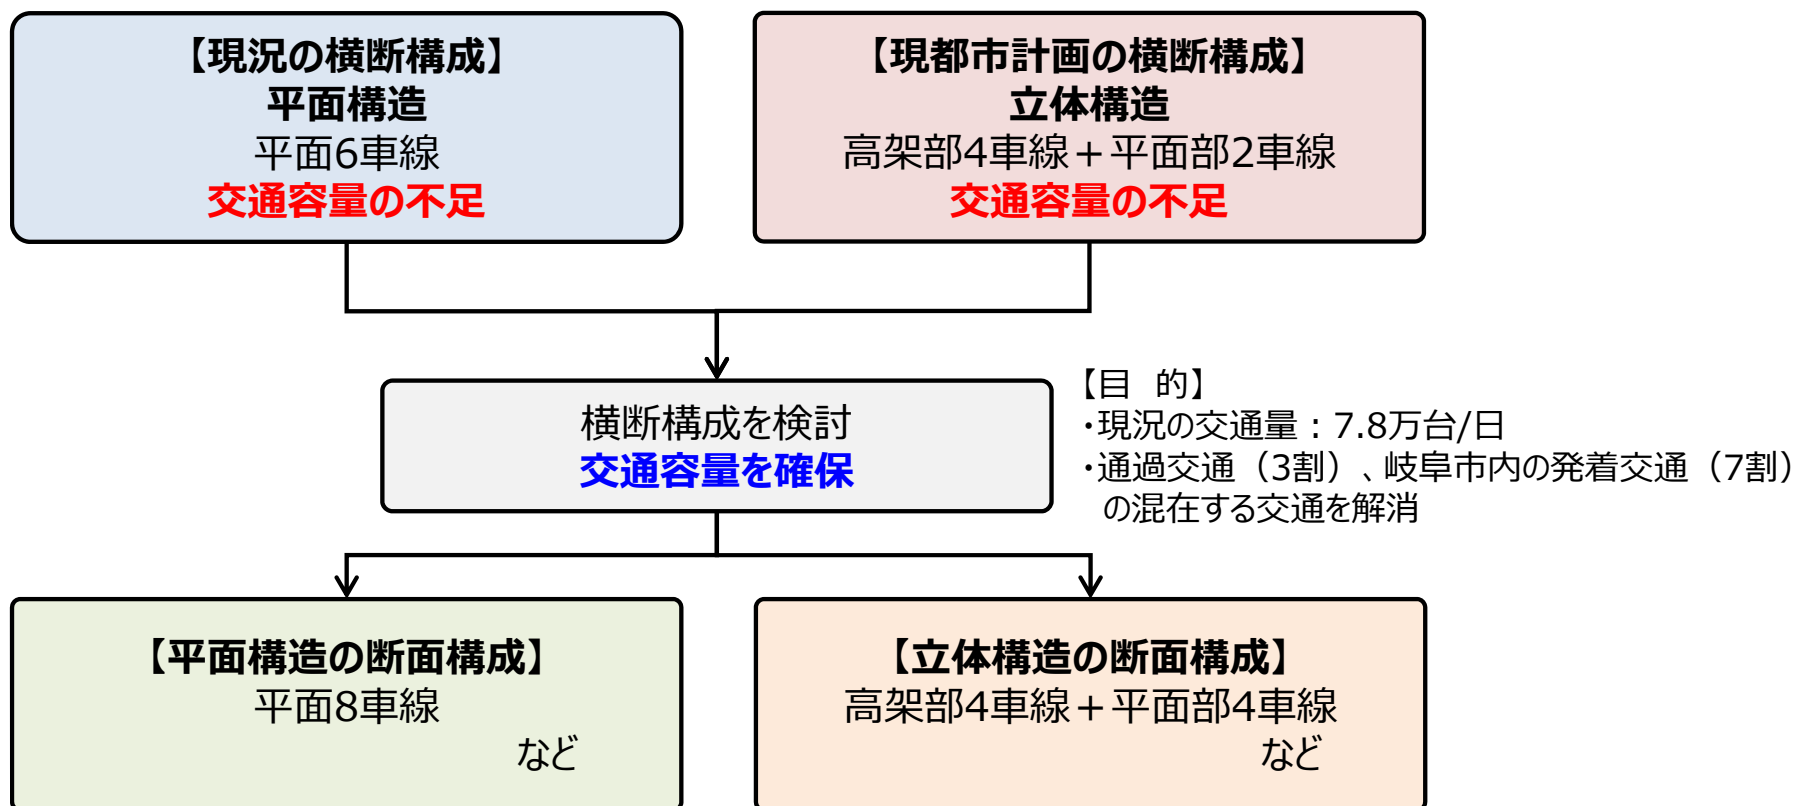 【現況の横断構成】
平面構造
平面6車線
交通容量の不足
【現都市計画の横断構成】
立体構造
高架部4車線＋平面部2車線
交通容量の不足
横断構成を検討
交通容量を確保
【目　的】
・現況の交通量：7.8万台/日
・通過交通（3割）、岐阜市内の発着交通（7割）
の混在する交通を解消
【平面構造の断面構成】
平面8車線
など
【立体構造の断面構成】
高架部4車線＋平面部4車線
など